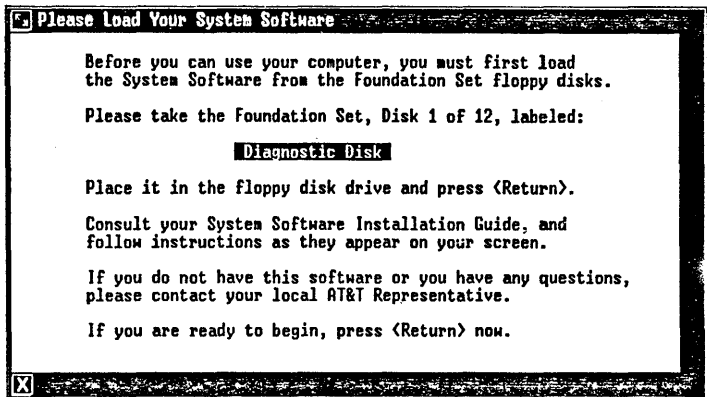 Please Load Your System Software
Before you can use your computer, you must first load
the System Software from the Foundation Set floppy disks.
Please take the Foundation Set, Disk 1 of 12, labeled:
Diagnostic Disk
Place it in the floppy disk drive and press <Return>.
Consult your System Software Installation Guide, and
follow instructions as they appear on your screen.
If you do not have this software or you have any questions,
please contact your local AT&T Representative.
If you are ready to begin, press <Return> now.
X